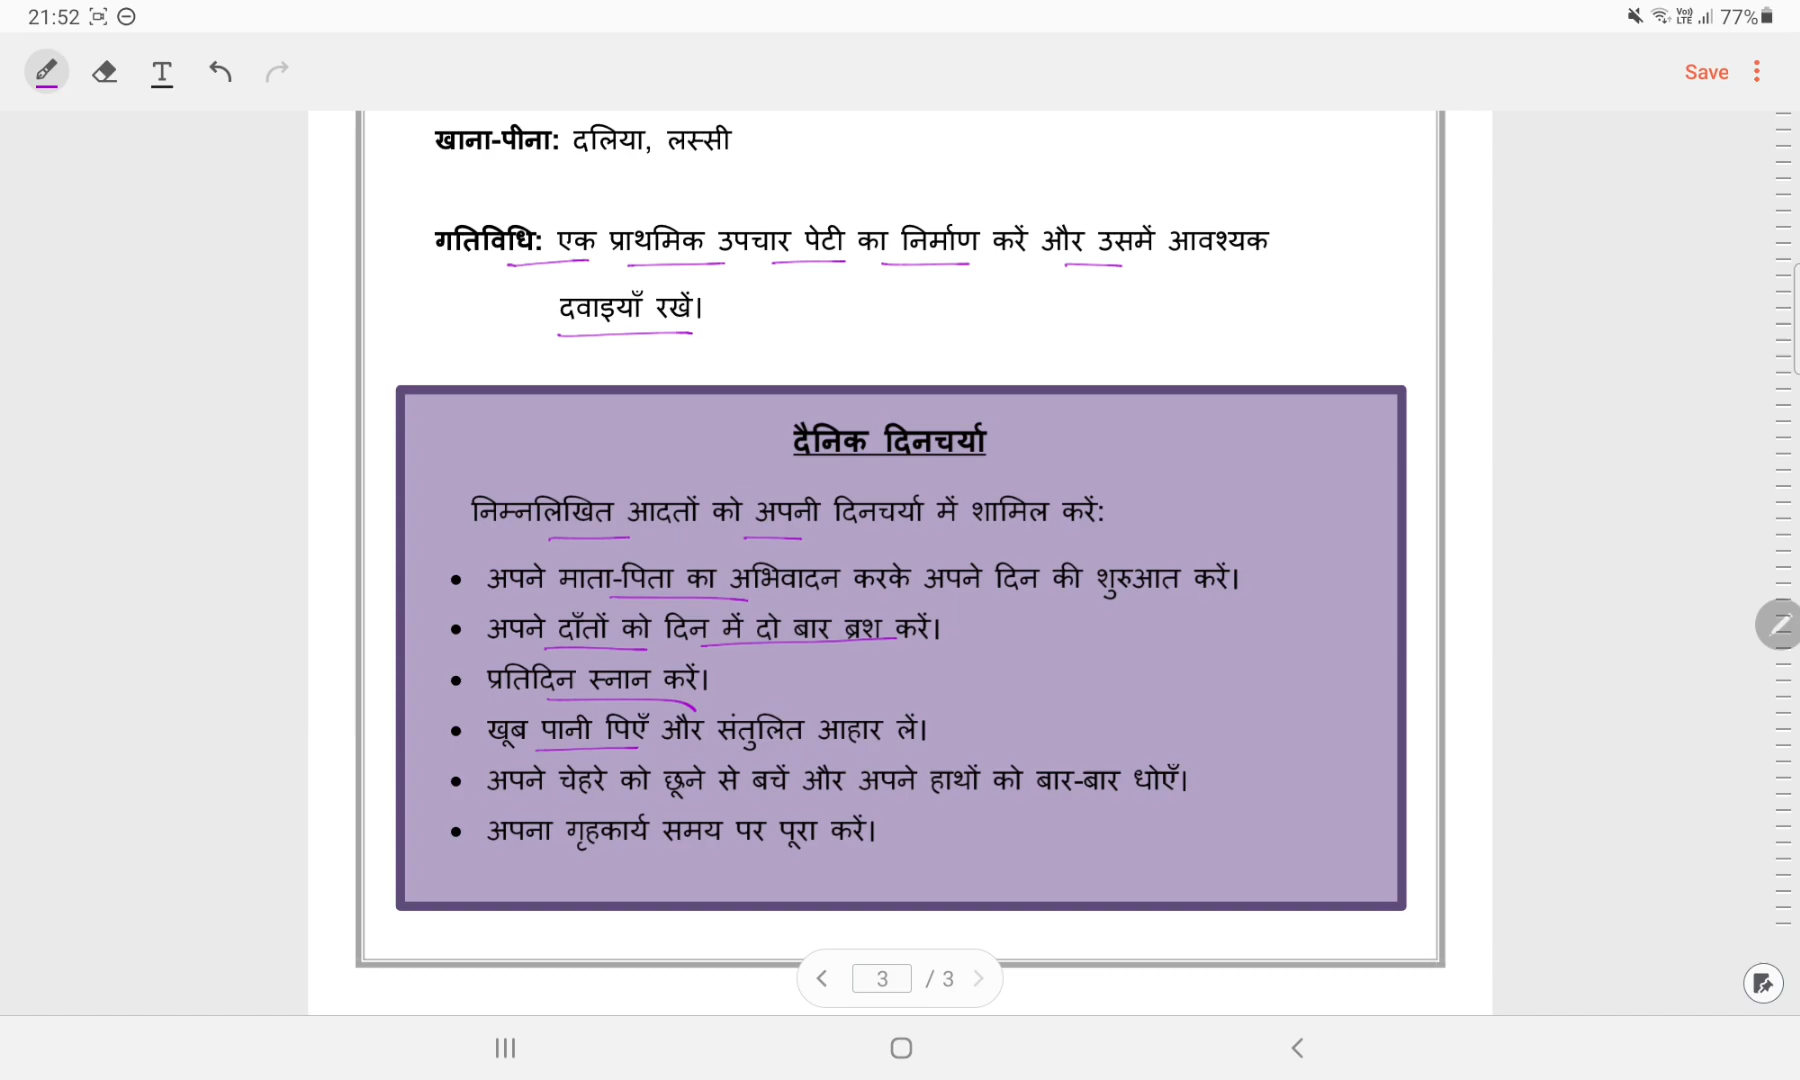 21:52
Vo)) LTE 77%
Save
खाना-पीना: दलिया, लस्सी
गतिविधि: एक प्राथमिक उपचार पेटी का निर्माण करें और उसमें आवश्यक
दवाइयाँ रखें।
दैनिक दिनचर्या
निम्नलिखित आदतों को अपनी दिनचर्या में शामिल करें:
• अपने माता-पिता का अभिवादन करके अपने दिन की शुरुआत करें।
• अपने दाँतों को दिन में दो बार ब्रश करें।
• प्रतिदिन स्नान करें।
• खूब पानी पिएँ और संतुलित आहार लें।
• अपने चेहरे को छूने से बचें और अपने हाथों को बार-बार धोएँ।
• अपना गृहकार्य समय पर पूरा करें।
3 / 3